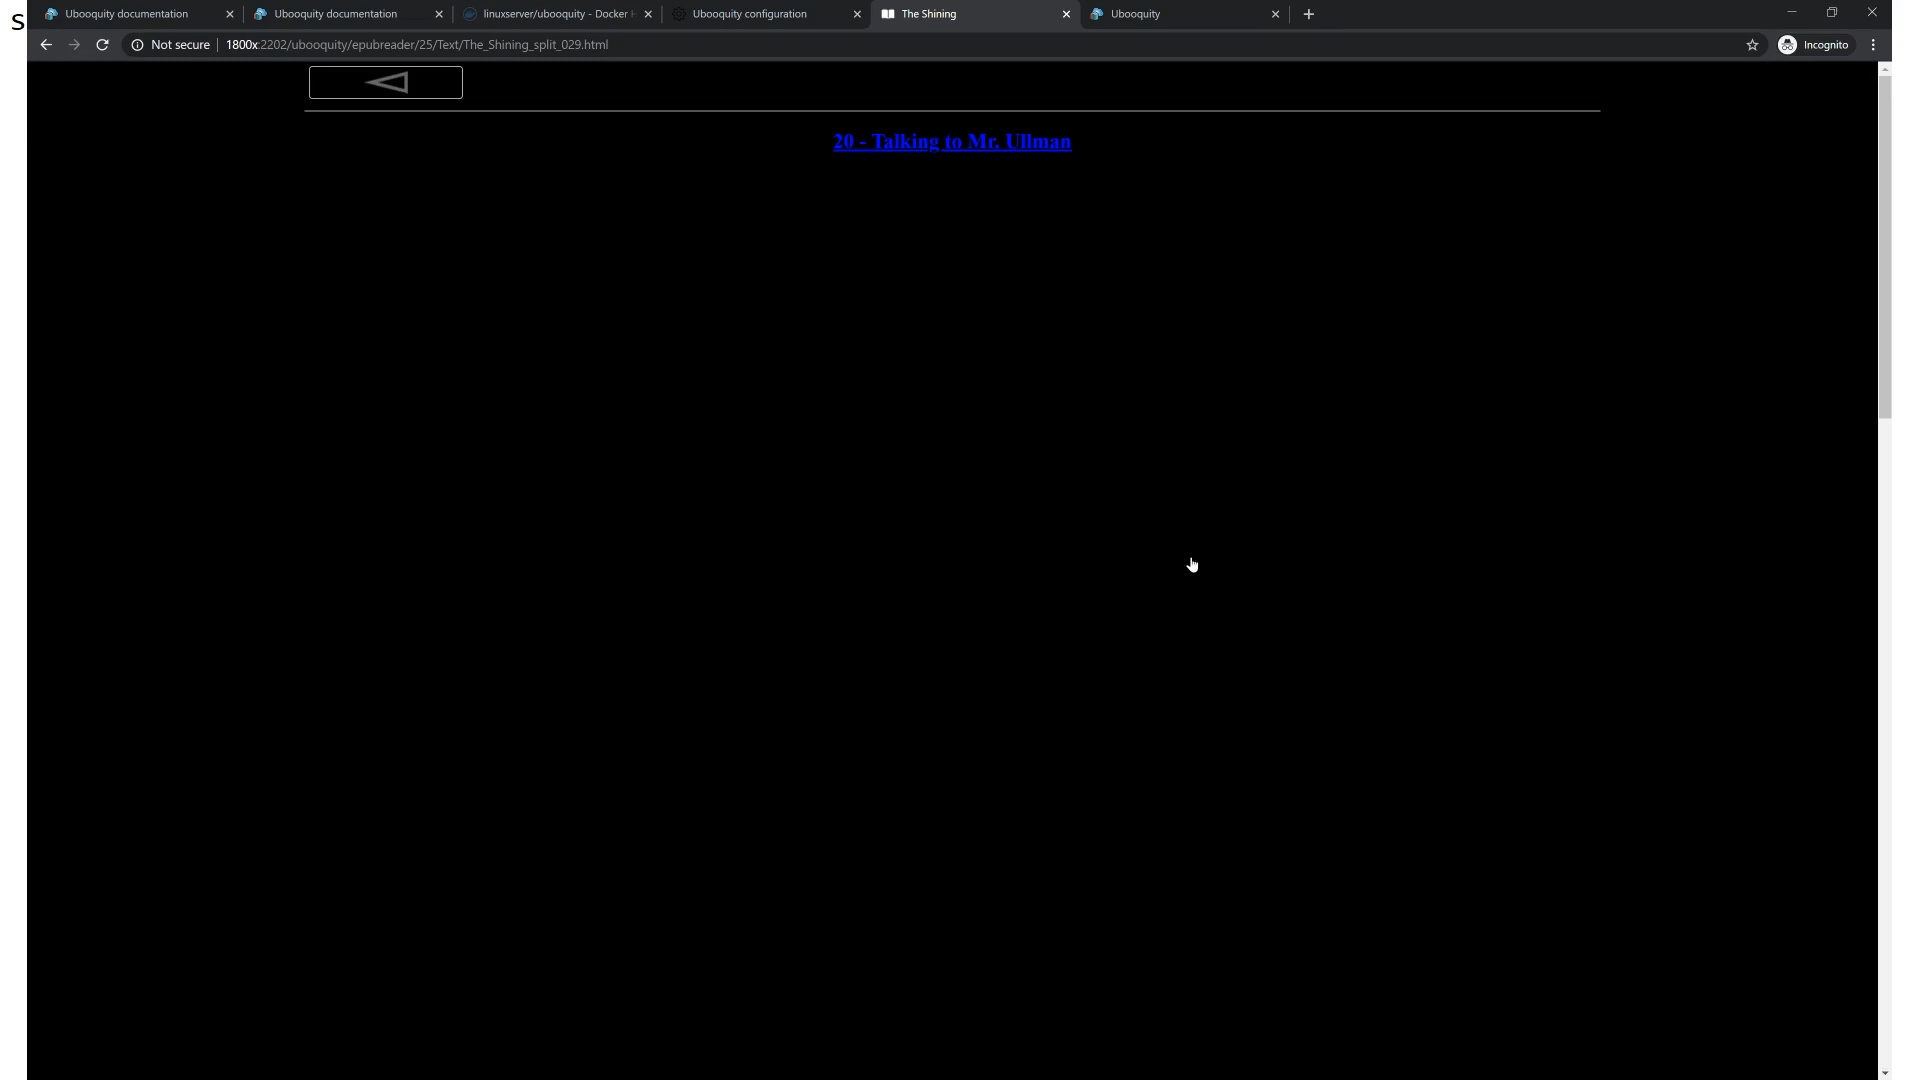 S
Ubooquity documentation
Ubooquity documentation
linuxserver/ubooquity - Docker H
Ubooquity configuration
The Shining
Ubooquity
Not secure
1800x:2202/ubooquity/epubreader/25/Text/The_Shining_split_029.html
Incognito
20 - Talking to Mr. Ullman